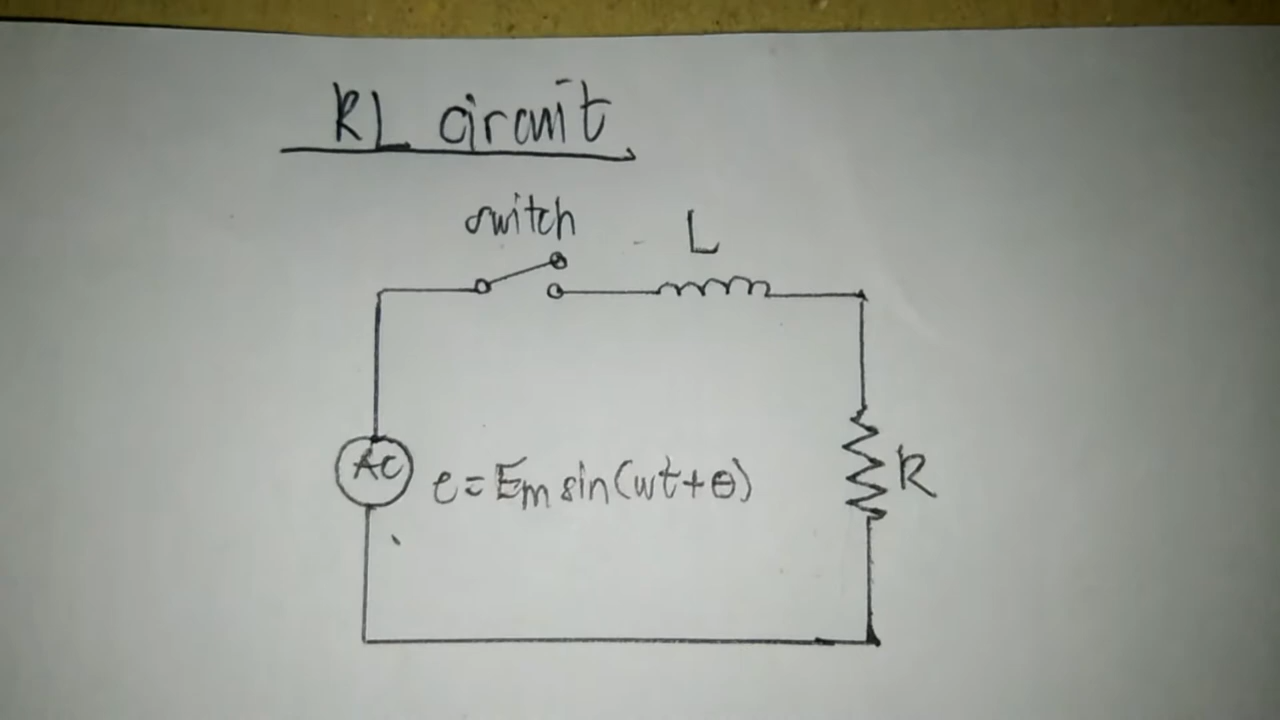 RL circuit
switch
L
AC
e = Em sin(wt+θ)
R